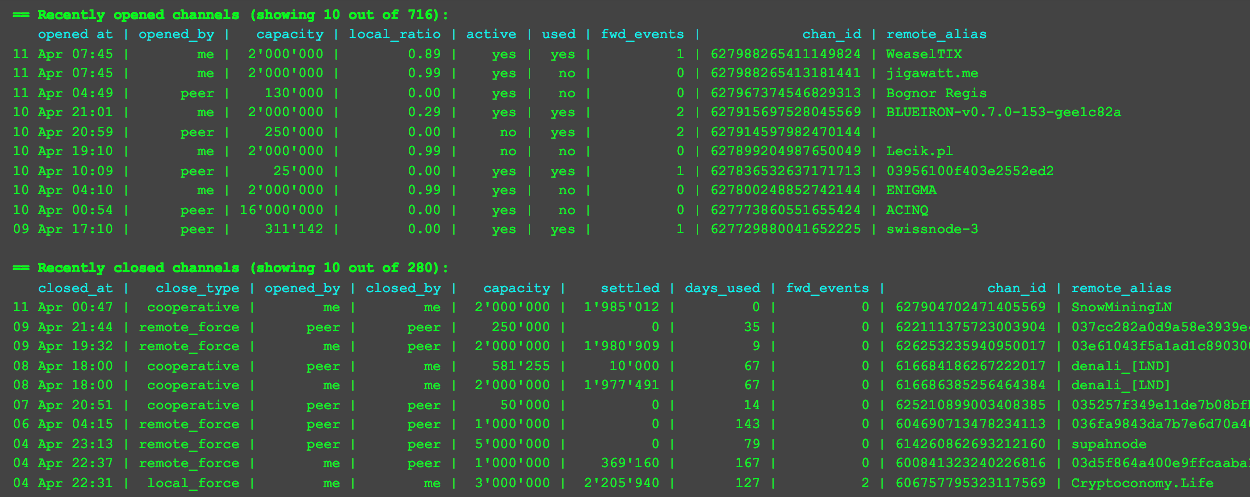 == Recently opened channels (showing 10 out of 716):
opened at | opened_by | capacity | local_ratio | active | used | fwd_events | chan_id | remote_alias
11 Apr 07:45 | me | 2'000'000 | 0.89 | yes | yes | 1 | 627988265411149824 | WeaselTIX
11 Apr 07:45 | me | 2'000'000 | 0.99 | yes | no | 0 | 627988265413181441 | jigawatt.me
11 Apr 04:49 | peer | 130'000 | 0.00 | yes | no | 0 | 627967374546829313 | Bognor Regis
10 Apr 21:01 | me | 2'000'000 | 0.29 | yes | yes | 2 | 627915697528045569 | BLUEIRON-v0.7.0-153-gee1c82a
10 Apr 20:59 | peer | 250'000 | 0.00 | no | yes | 2 | 627914597982470144 |
10 Apr 19:10 | me | 2'000'000 | 0.99 | no | no | 0 | 627899204987650049 | Lecik.pl
10 Apr 10:09 | peer | 25'000 | 0.00 | yes | yes | 1 | 627836532637171713 | 03956100f403e2552ed2
10 Apr 04:10 | me | 2'000'000 | 0.99 | yes | no | 0 | 627800248852742144 | ENIGMA
10 Apr 00:54 | peer | 16'000'000 | 0.00 | yes | no | 0 | 627773860551655424 | ACINQ
09 Apr 17:10 | peer | 311'142 | 0.00 | yes | yes | 1 | 627729880041652225 | swissnode-3
== Recently closed channels (showing 10 out of 280):
closed_at | close_type | opened_by | closed_by | capacity | settled | days_used | fwd_events | chan_id | remote_alias
11 Apr 00:47 | cooperative | me | me | 2'000'000 | 1'985'012 | 0 | 0 | 627904702471405569 | SnowMiningLN
09 Apr 21:44 | remote_force | peer | peer | 250'000 | 0 | 35 | 0 | 622111375723003904 | 037cc282a0d9a58e3939e
09 Apr 19:32 | remote_force | me | peer | 2'000'000 | 1'980'909 | 9 | 0 | 626253235940950017 | 03e61043f5a1ad1c89030
08 Apr 18:00 | cooperative | peer | me | 581'255 | 10'000 | 67 | 0 | 616684186267222017 | denali_[LND]
08 Apr 18:00 | cooperative | me | me | 2'000'000 | 1'977'491 | 67 | 0 | 616686385256464384 | denali_[LND]
07 Apr 20:51 | cooperative | peer | peer | 50'000 | 0 | 14 | 0 | 625210899003408385 | 035257f349e11de7b08bf
06 Apr 04:15 | remote_force | peer | peer | 1'000'000 | 0 | 143 | 0 | 604690713478234113 | 036fa9843da7b7e6d70a4
04 Apr 23:13 | remote_force | peer | peer | 5'000'000 | 0 | 79 | 0 | 614260862693212160 | supahnode
04 Apr 22:37 | remote_force | me | peer | 1'000'000 | 369'160 | 167 | 0 | 600841323240226816 | 03d5f864a400e9ffcaaba
04 Apr 22:31 | local_force | me | me | 3'000'000 | 2'205'940 | 127 | 2 | 606757795323117569 | Cryptoconomy.Life